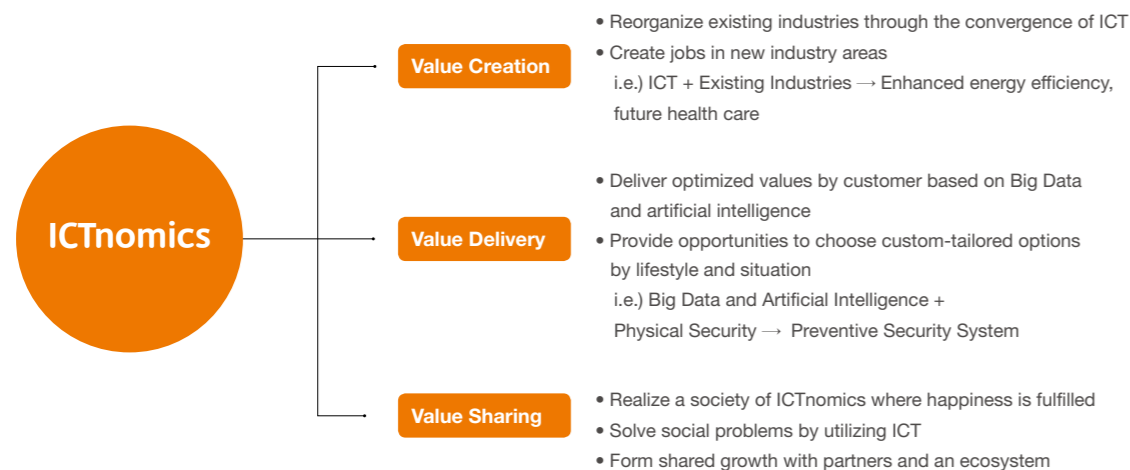 ICTnomics
Value Creation
• Reorganize existing industries through the convergence of ICT
• Create jobs in new industry areas
i.e.) ICT + Existing Industries → Enhanced energy efficiency,
future health care
Value Delivery
• Deliver optimized values by customer based on Big Data
and artificial intelligence
• Provide opportunities to choose custom-tailored options
by lifestyle and situation
i.e.) Big Data and Artificial Intelligence +
Physical Security → Preventive Security System
Value Sharing
• Realize a society of ICTnomics where happiness is fulfilled
• Solve social problems by utilizing ICT
• Form shared growth with partners and an ecosystem